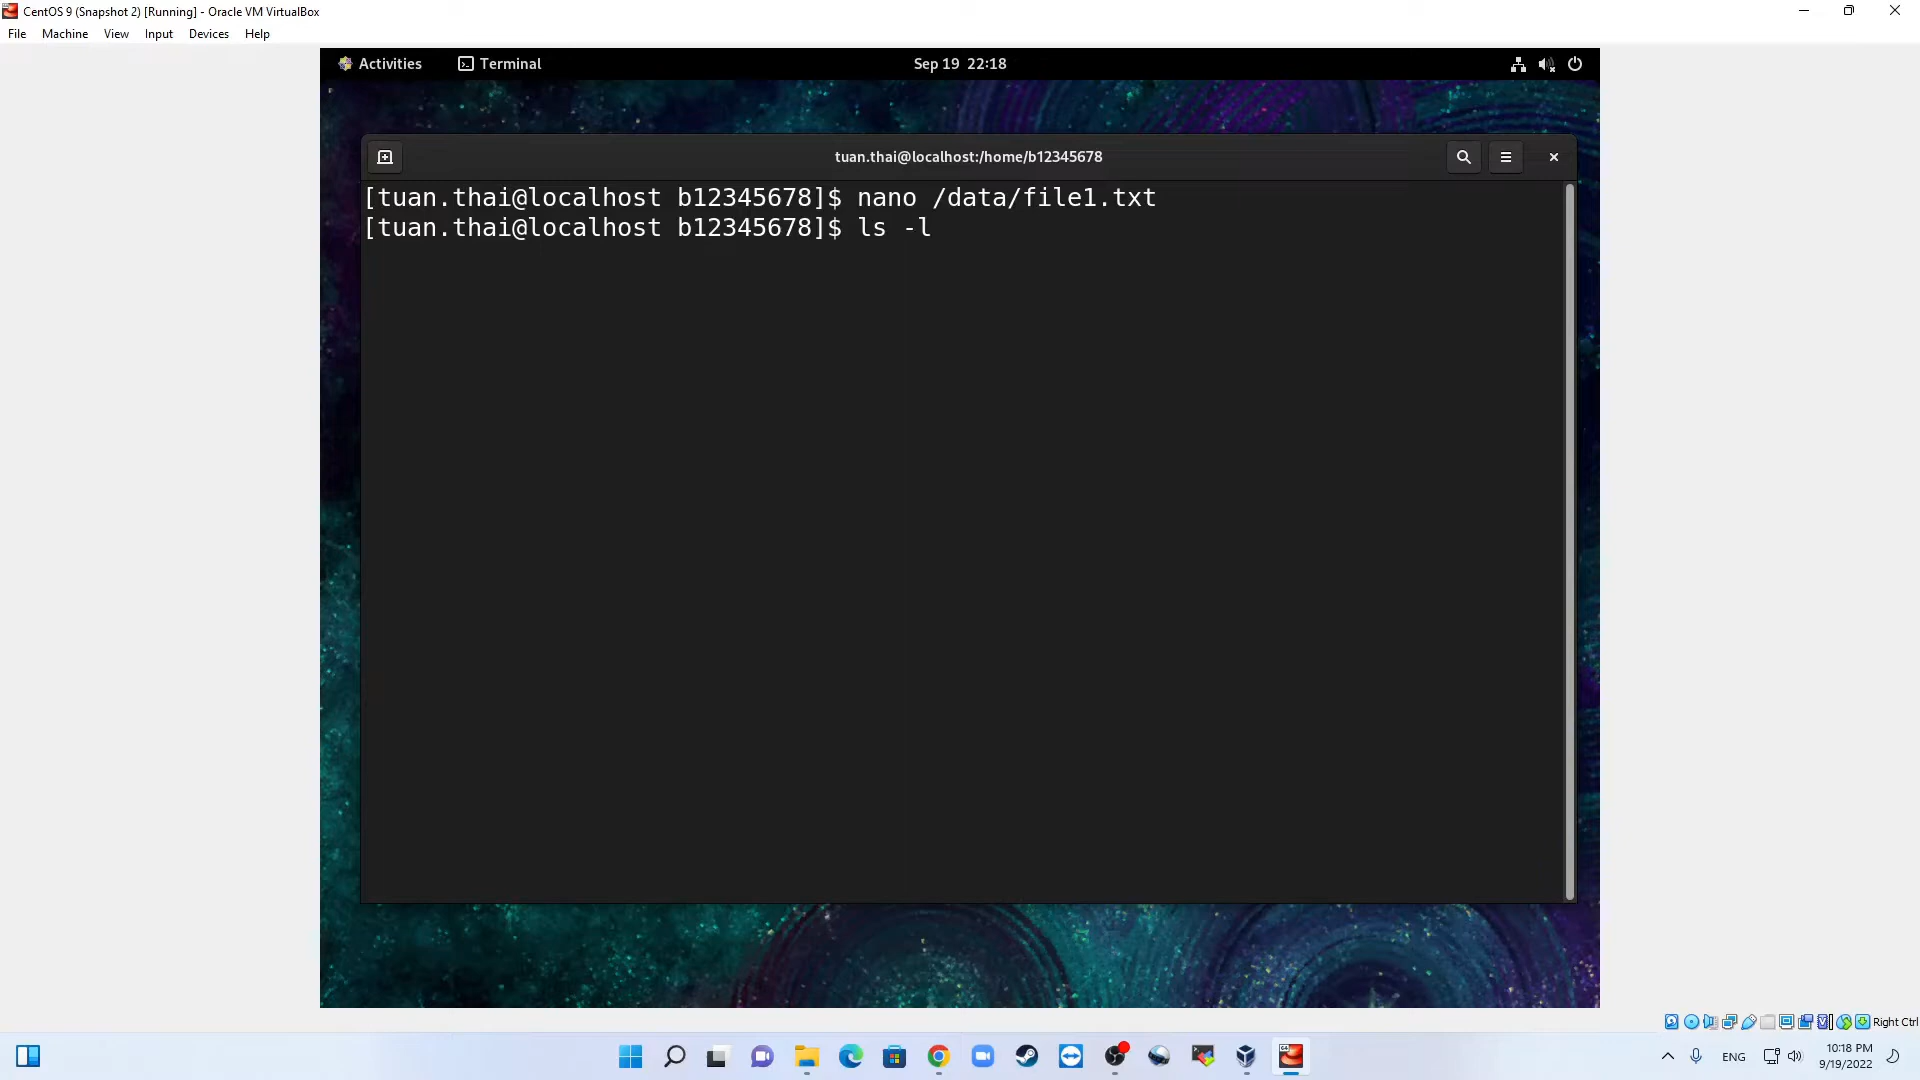 CentOS 9 (Snapshot 2) [Running] - Oracle VM VirtualBox
File Machine View Input Devices Help
Activities Terminal Sep 19 22:18
tuan.thai@localhost:/home/b12345678
[tuan.thai@localhost b12345678]$ nano /data/file1.txt
[tuan.thai@localhost b12345678]$ ls -l
Right Ctrl
ENG
10:18 PM
9/19/2022